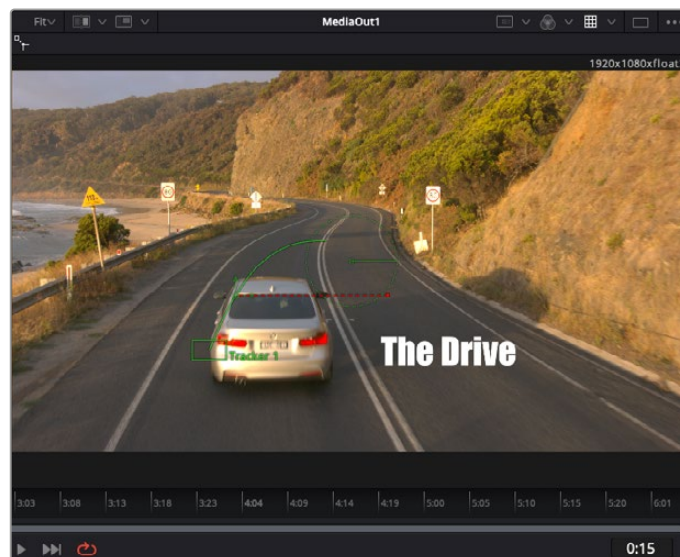 Fit
MediaOut1
1920x1080xfloat
Tracker 1
The Drive
3:03 3:08 3:13 3:18 3:23 4:04 4:09 4:14 4:19 5:00 5:05 5:10 5:15 5:20 6:01
0:15